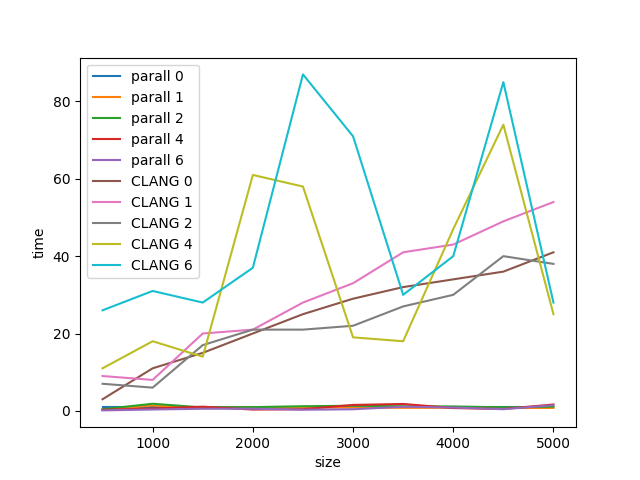 80
60
40
20
0
time
parall 0
parall 1
parall 2
parall 4
parall 6
CLANG 0
CLANG 1
CLANG 2
CLANG 4
CLANG 6
1000 2000 3000 4000 5000
size